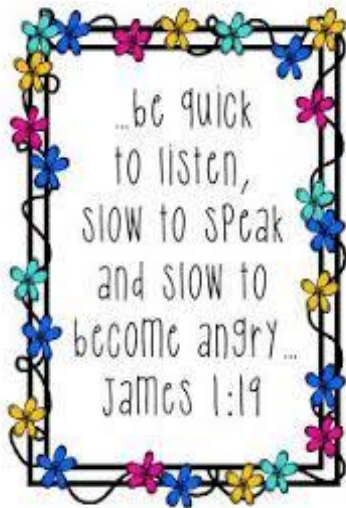 ...be quick
to listen,
slow to speak
and slow to
become angry...
James 1:19